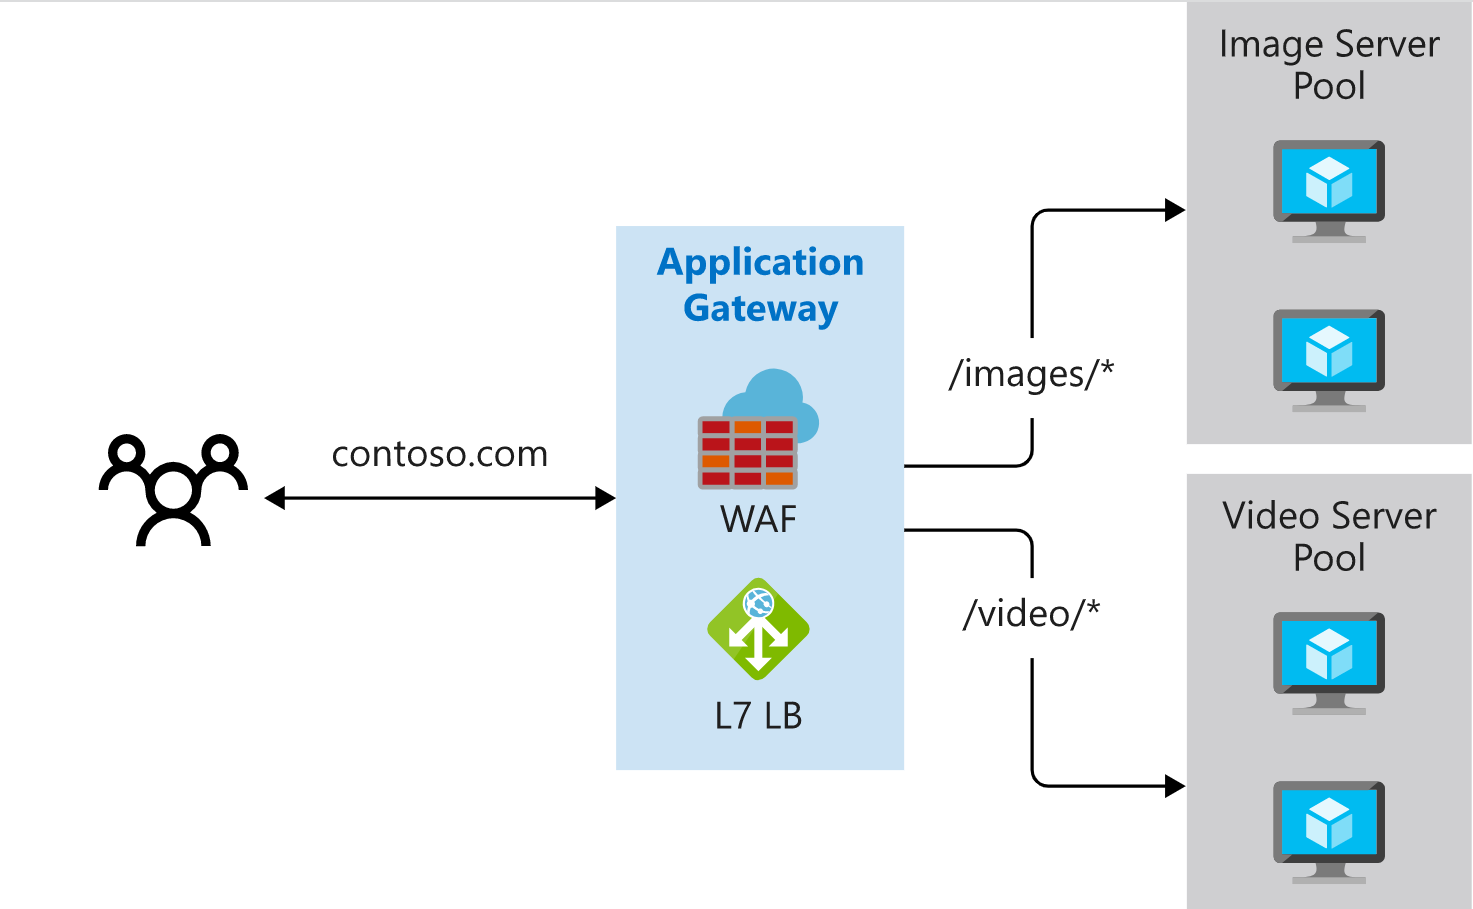 contoso.com
Application
Gateway
WAF
L7 LB
/images/*
/video/*
Image Server
Pool
Video Server
Pool